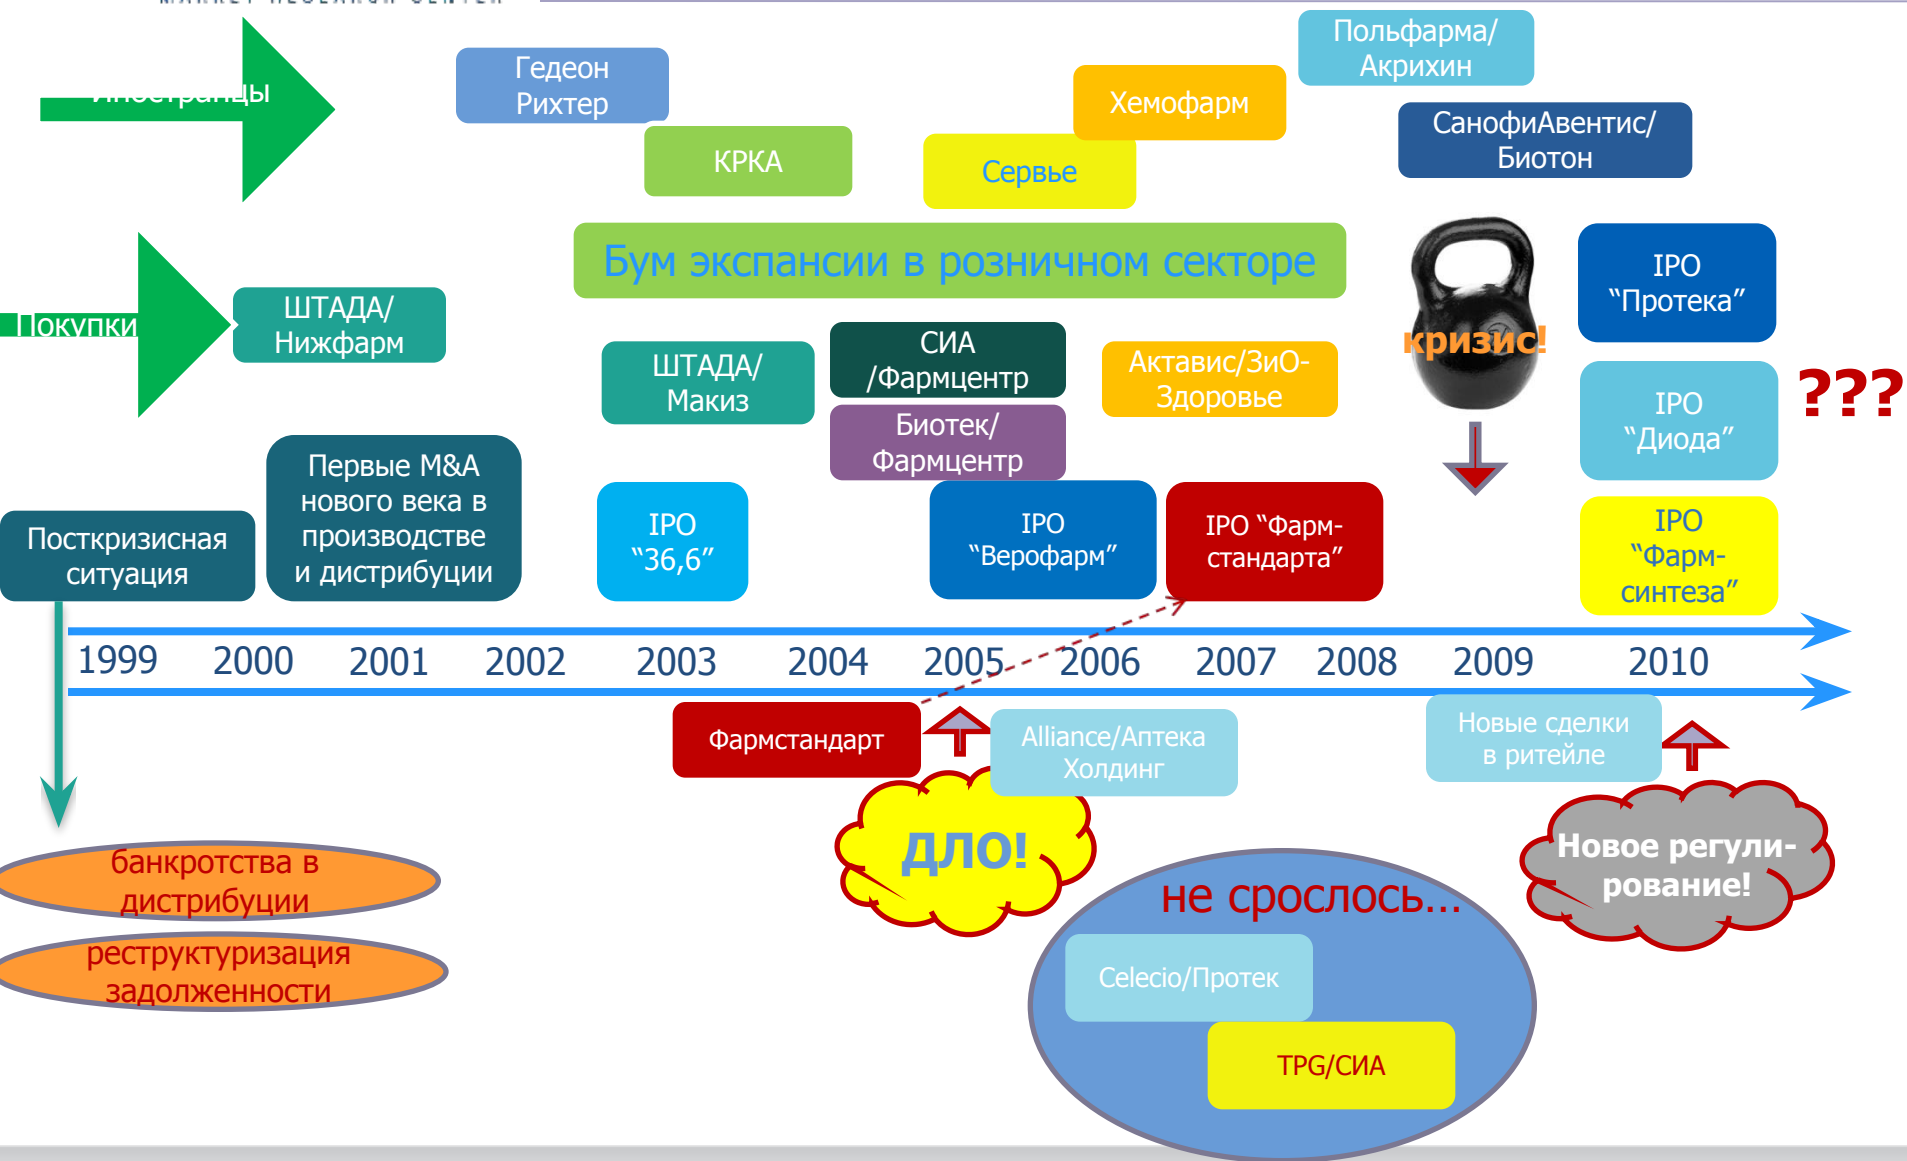 Иностранцы
Гедеон
Рихтер
КРКА
Сервье
Хемофарм
Польфарма/
Акрихин
СанофиАвентис/
Биотон
Бум экспансии в розничном секторе
Покупки
ШТАДА/
Нижфарм
ШТАДА/
Макиз
СИА
/Фармцентр
Биотек/
Фармцентр
Актавис/ЗиО-
Здоровье
кризис!
IPO
“Протека”
IPO
“Диода”
???
IPO
“Фарм-
синтеза”
Посткризисная
ситуация
Первые M&A
нового века в
производстве
и дистрибуции
IPO
“36,6”
IPO
“Верофарм”
IPO “Фарм-
стандарта”
1999 2000 2001 2002 2003 2004 2005 2006 2007 2008 2009 2010
Фармстандарт
Alliance/Аптека
Холдинг
Новые сделки
в ритейле
ДЛО!
Новое регули-
рование!
банкротства в
дистрибуции
реструктуризация
задолженности
не срослось…
Celecio/Протек
TPG/СИА